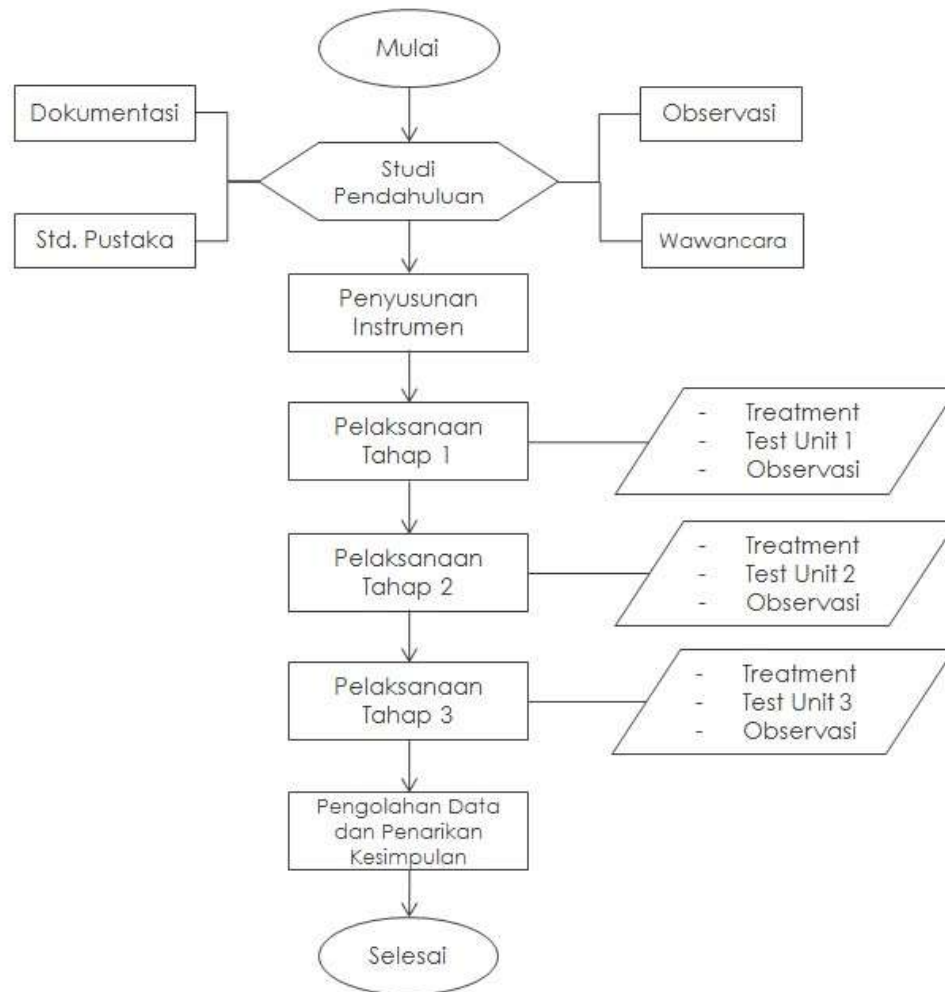 Mulai
Dokumentasi
Observasi
Studi
Pendahuluan
Std. Pustaka
Wawancara
Penyusunan
Instrumen
Pelaksanaan
Tahap 1
- Treatment
- Test Unit 1
- Observasi
Pelaksanaan
Tahap 2
- Treatment
- Test Unit 2
- Observasi
Pelaksanaan
Tahap 3
- Treatment
- Test Unit 3
- Observasi
Pengolahan Data
dan Penarikan
Kesimpulan
Selesai